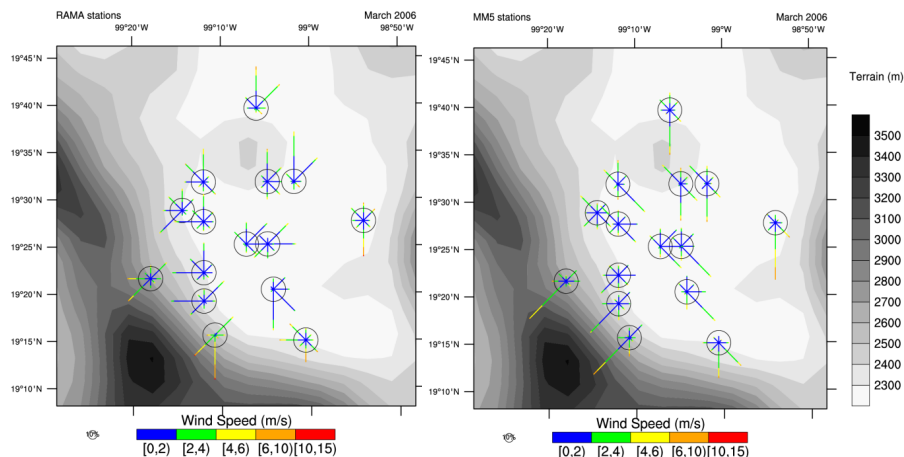 RAMA stations
March 2006
99°20'W 99°10'W 99°0'W 98°50'W
19°45'N
19°40'N
19°35'N
19°30'N
19°25'N
19°20'N
19°15'N
19°10'N
Wind Speed (m/s)
10%
[0,2) [2,4) [4,6) [6,10)[10,15)
MM5 stations
March 2006
99°20'W 99°10'W 99°0'W 98°50'W
19°45'N
19°40'N
19°35'N
19°30'N
19°25'N
19°20'N
19°15'N
19°10'N
Wind Speed (m/s)
10%
[0,2) [2,4) [4,6) [6,10)[10,15)
Terrain (m)
3500
3400
3300
3200
3100
3000
2900
2800
2700
2600
2500
2400
2300